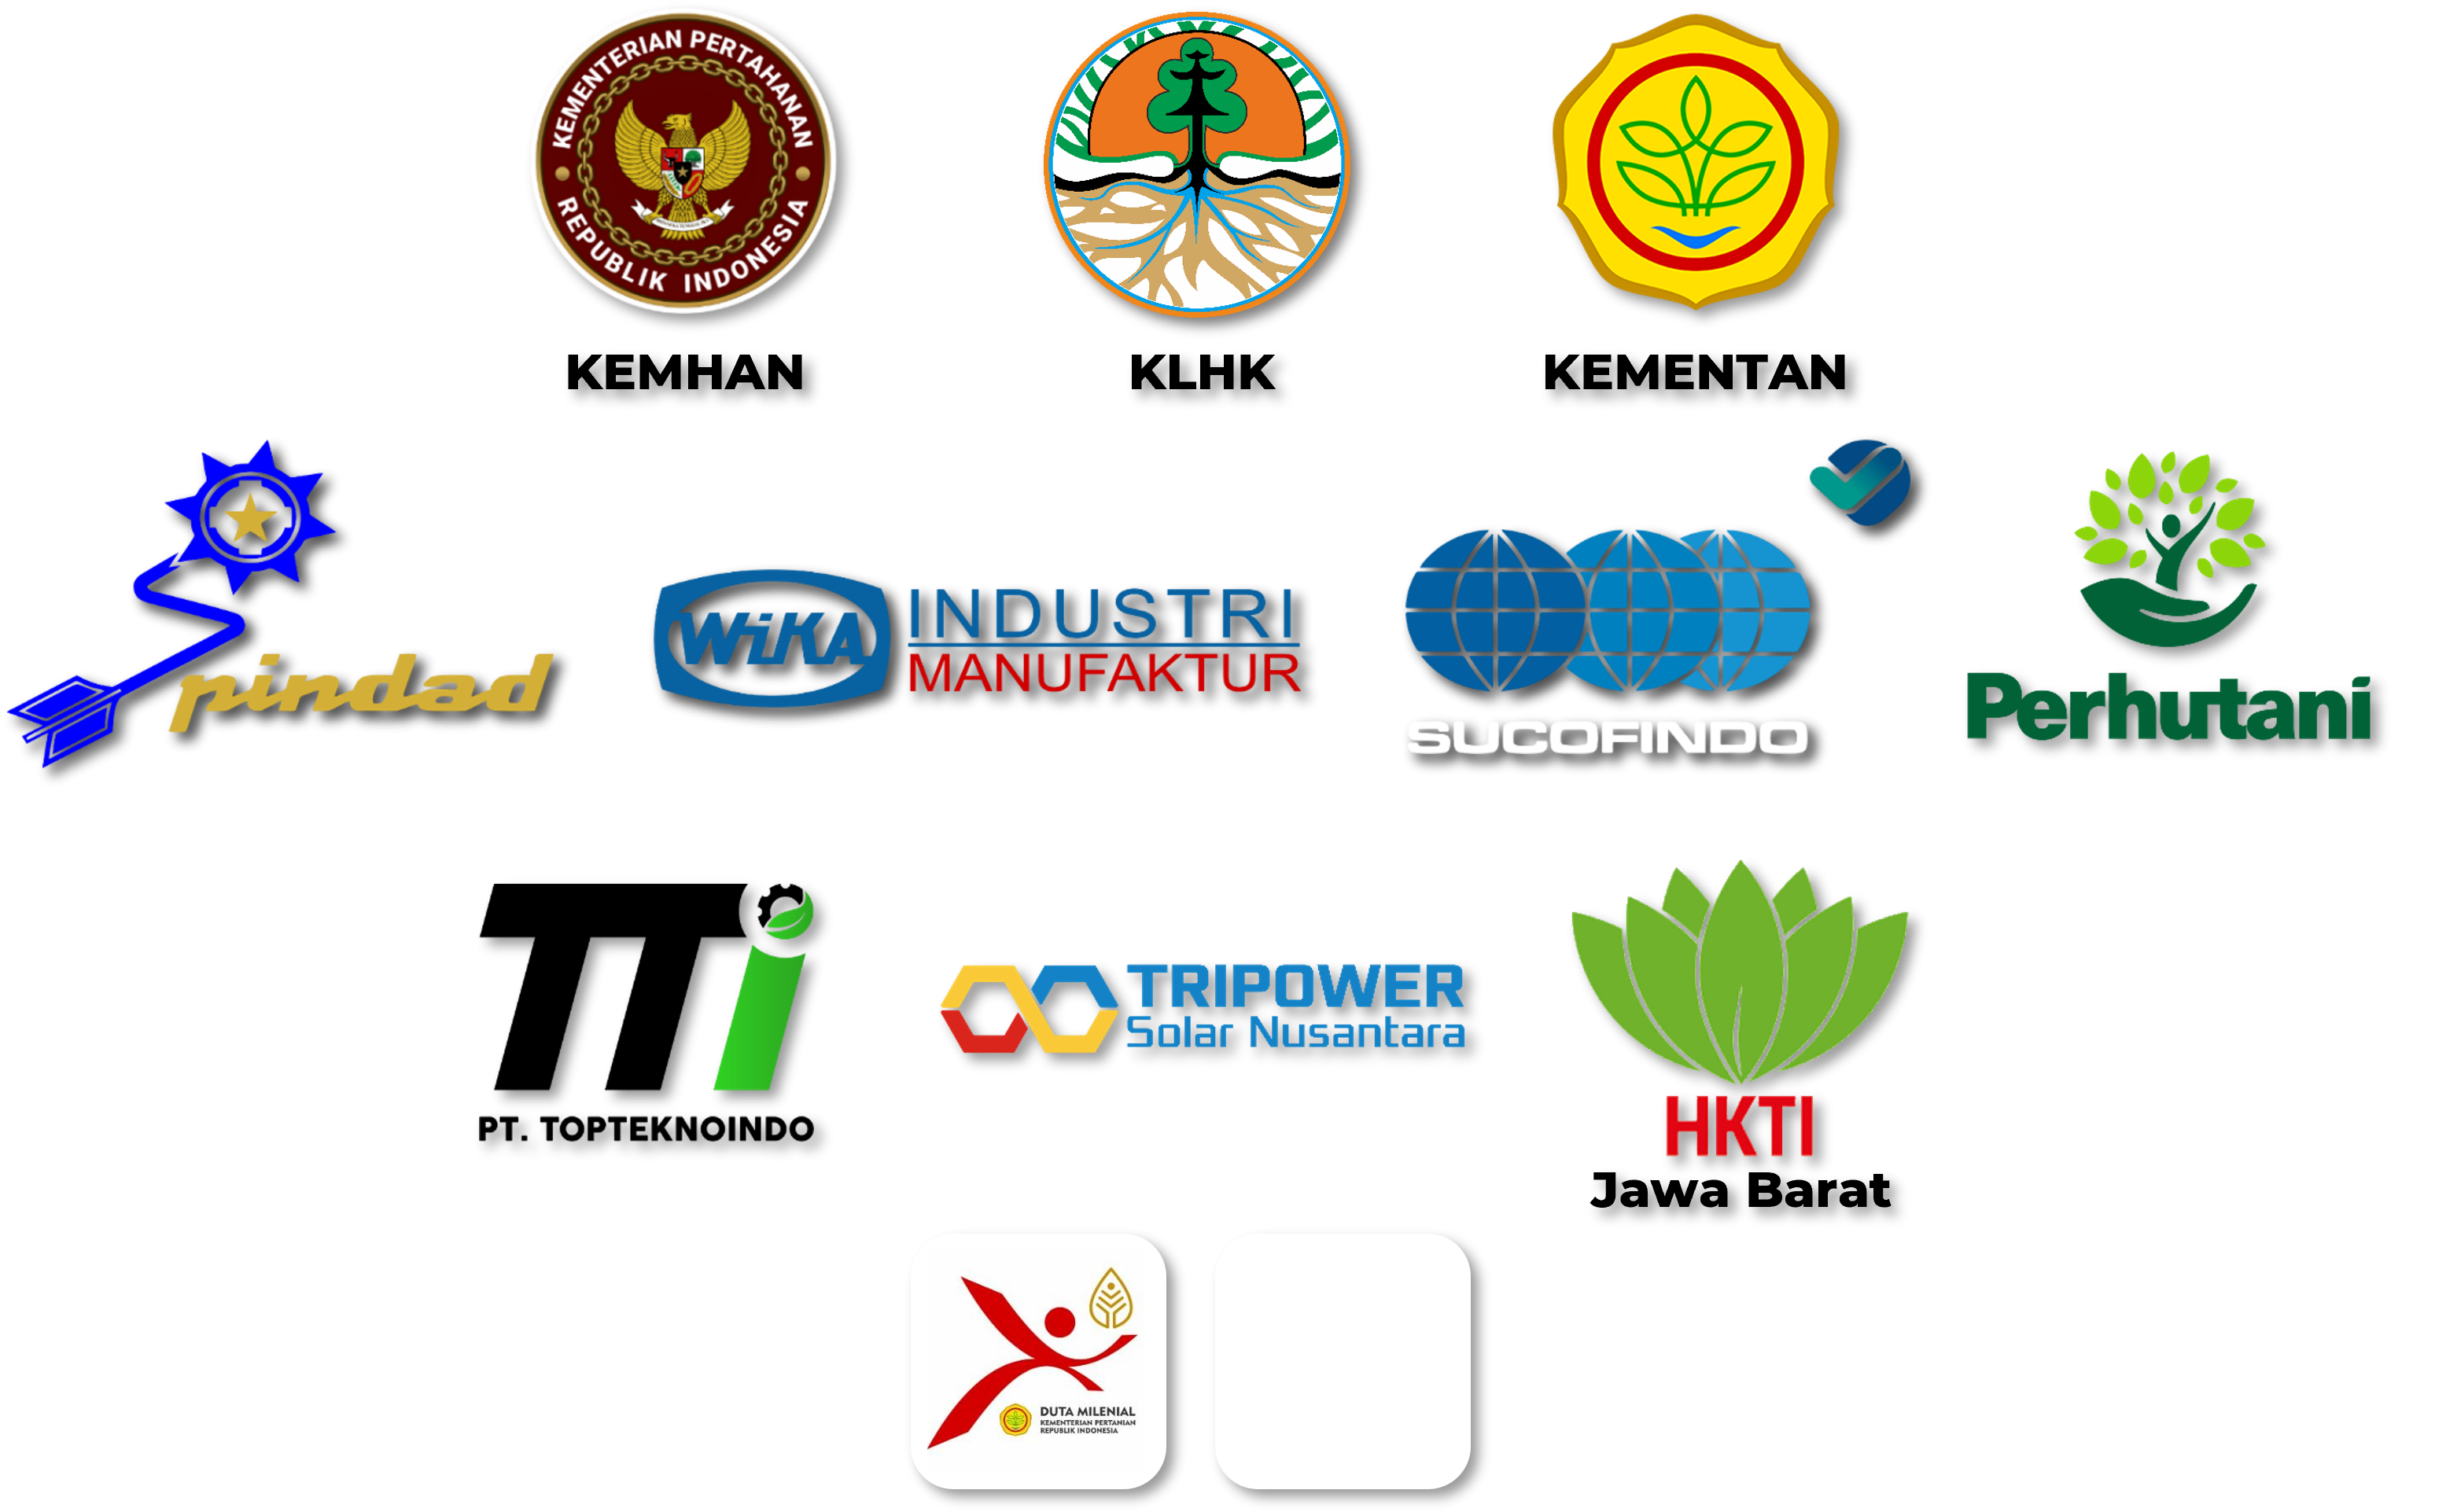 KEMENTERIAN PERTAHANAN
REPUBLIK INDONESIA
KEMHAN
KLHK
KEMENTAN
pindad
WiKA
INDUSTRI
MANUFAKTUR
SUCOFINDO
Perhutani
TTi
PT. TOPTEKNOINDO
TRIPOWER
Solar Nusantara
HKTI
Jawa Barat
DUTA MILENIAL
KEMENTERIAN PERTANIAN
REPUBLIK INDONESIA